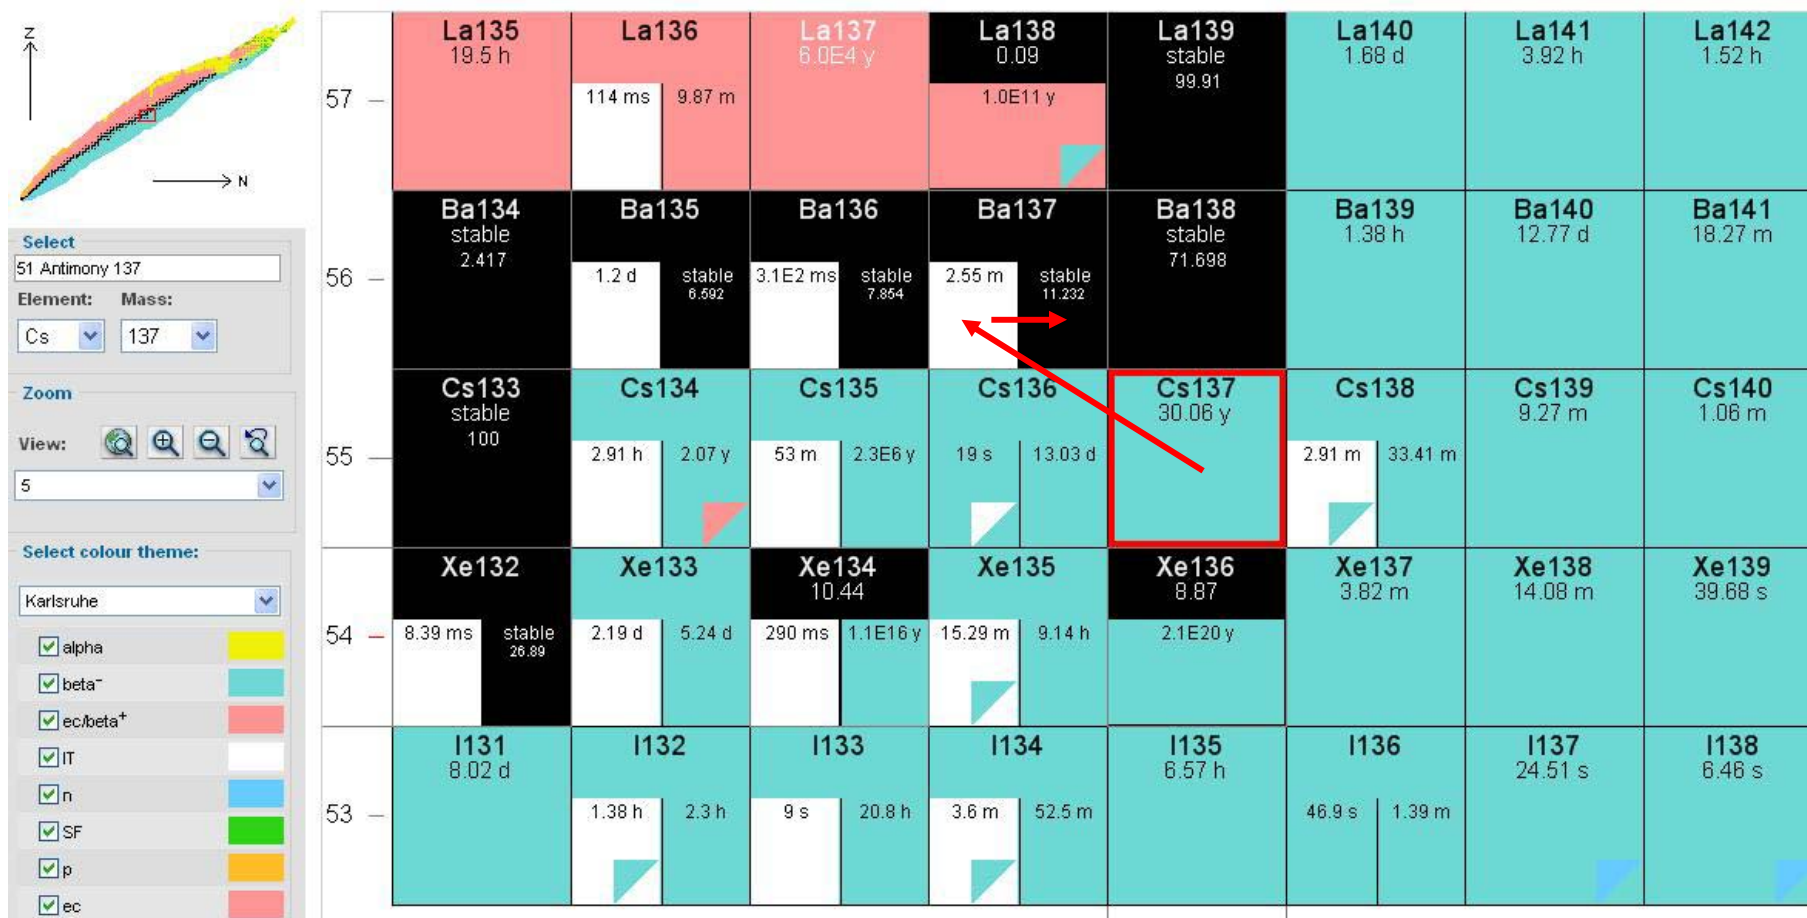 Z
N
Select
51 Antimony 137
Element: Mass:
Cs 137
Zoom
View:
5
Select colour theme:
Karlsruhe
alpha
beta⁻
ec/beta⁺
IT
n
SF
p
ec
57
La135
19.5 h
La136
114 ms 9.87 m
La137
6.0E4 y
La138
0.09
1.0E11 y
La139
stable
99.91
La140
1.68 d
La141
3.92 h
La142
1.52 h
56
Ba134
stable
2.417
Ba135
1.2 d stable
6.592
Ba136
3.1E2 ms stable
7.854
Ba137
2.55 m stable
11.232
Ba138
stable
71.698
Ba139
1.38 h
Ba140
12.77 d
Ba141
18.27 m
55
Cs133
stable
100
Cs134
2.91 h 2.07 y
Cs135
53 m 2.3E6 y
Cs136
19 s 13.03 d
Cs137
30.06 y
Cs138
2.91 m 33.41 m
Cs139
9.27 m
Cs140
1.06 m
54
Xe132
8.39 ms stable
26.89
Xe133
2.19 d 5.24 d
Xe134
10.44
290 ms 1.1E16 y
Xe135
15.29 m 9.14 h
Xe136
8.87
2.1E20 y
Xe137
3.82 m
Xe138
14.08 m
Xe139
39.68 s
53
I131
8.02 d
I132
1.38 h 2.3 h
I133
9 s 20.8 h
I134
3.6 m 52.5 m
I135
6.57 h
I136
46.9 s 1.39 m
I137
24.51 s
I138
6.46 s